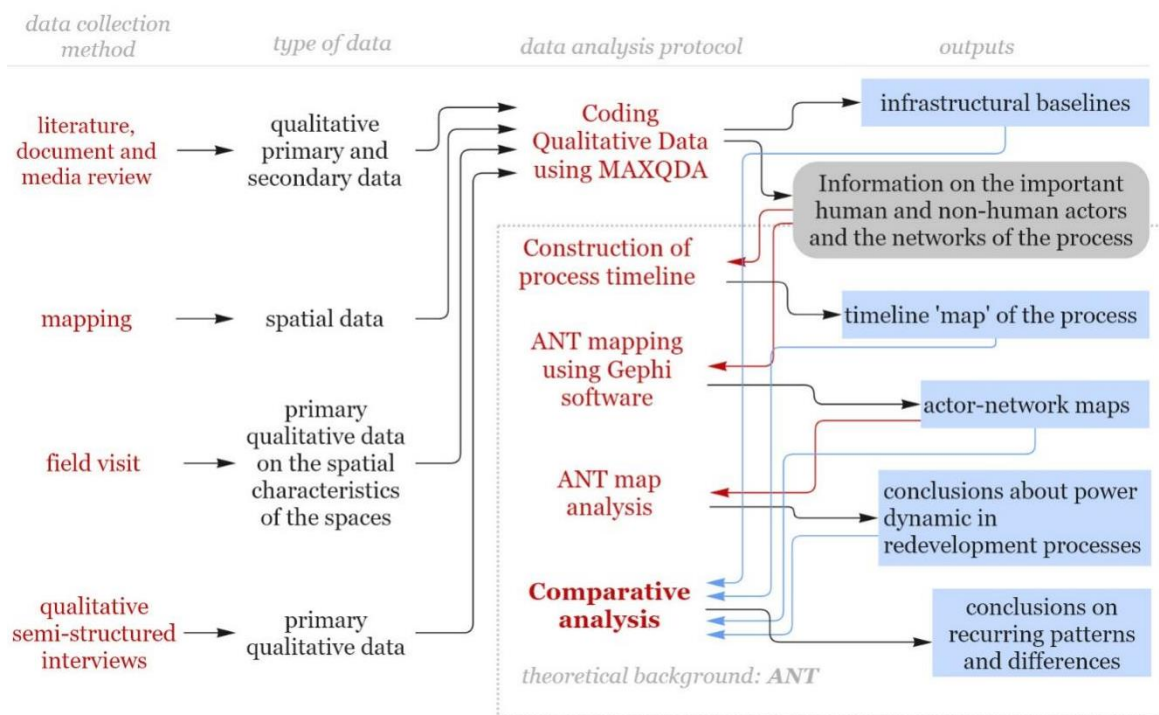 data collection
method
type of data
data analysis protocol
outputs
literature,
document and
media review
qualitative
primary and
secondary data
Coding
Qualitative Data
using MAXQDA
infrastructural baselines
Information on the important
human and non-human actors
and the networks of the process
Construction of
process timeline
mapping
spatial data
timeline 'map' of the process
ANT mapping
using Gephi
software
actor-network maps
field visit
primary
qualitative data
on the spatial
characteristics
of the spaces
ANT map
analysis
conclusions about power
dynamic in
redevelopment processes
qualitative
semi-structured
interviews
primary
qualitative data
Comparative
analysis
conclusions on
recurring patterns
and differences
theoretical background: ANT